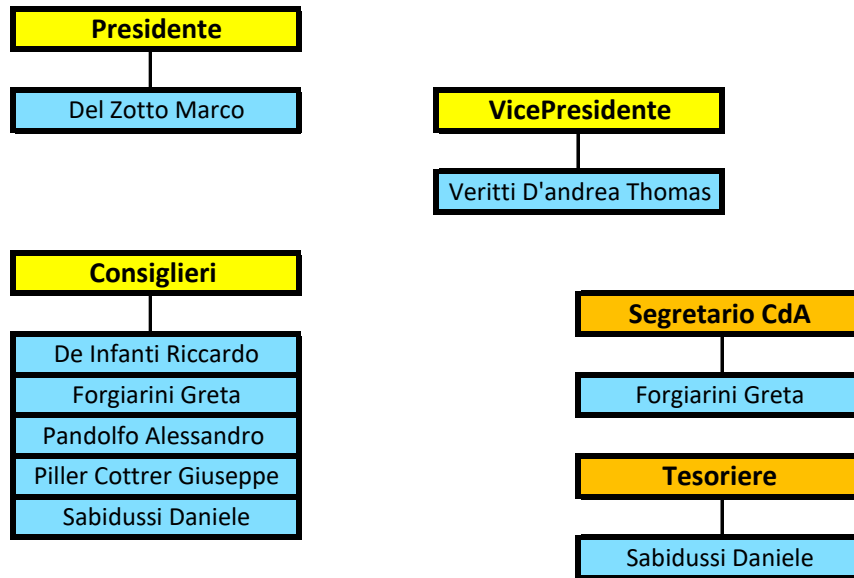 Presidente
Del Zotto Marco
VicePresidente
Veritti D'andrea Thomas
Consiglieri
De Infanti Riccardo
Forgiarini Greta
Pandolfo Alessandro
Piller Cottrer Giuseppe
Sabidussi Daniele
Segretario CdA
Forgiarini Greta
Tesoriere
Sabidussi Daniele